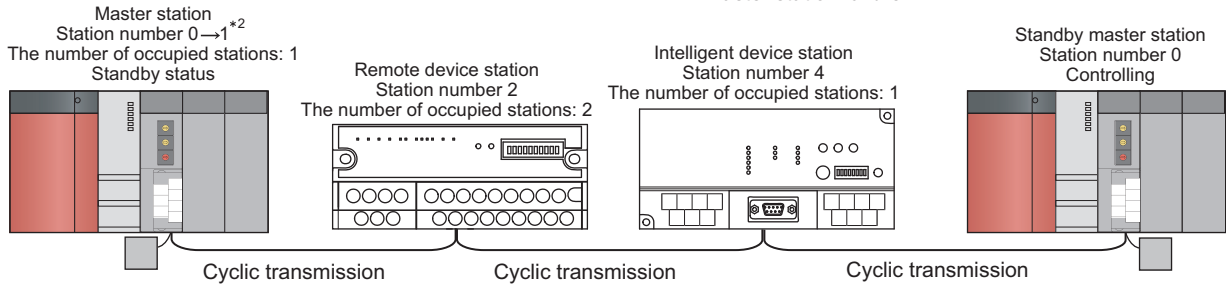 Master station
Station number 0→1*2
The number of occupied stations: 1
Standby status
Remote device station
Station number 2
The number of occupied stations: 2
Intelligent device station
Station number 4
The number of occupied stations: 1
Standby master station
Station number 0
Controlling
Cyclic transmission
Cyclic transmission
Cyclic transmission